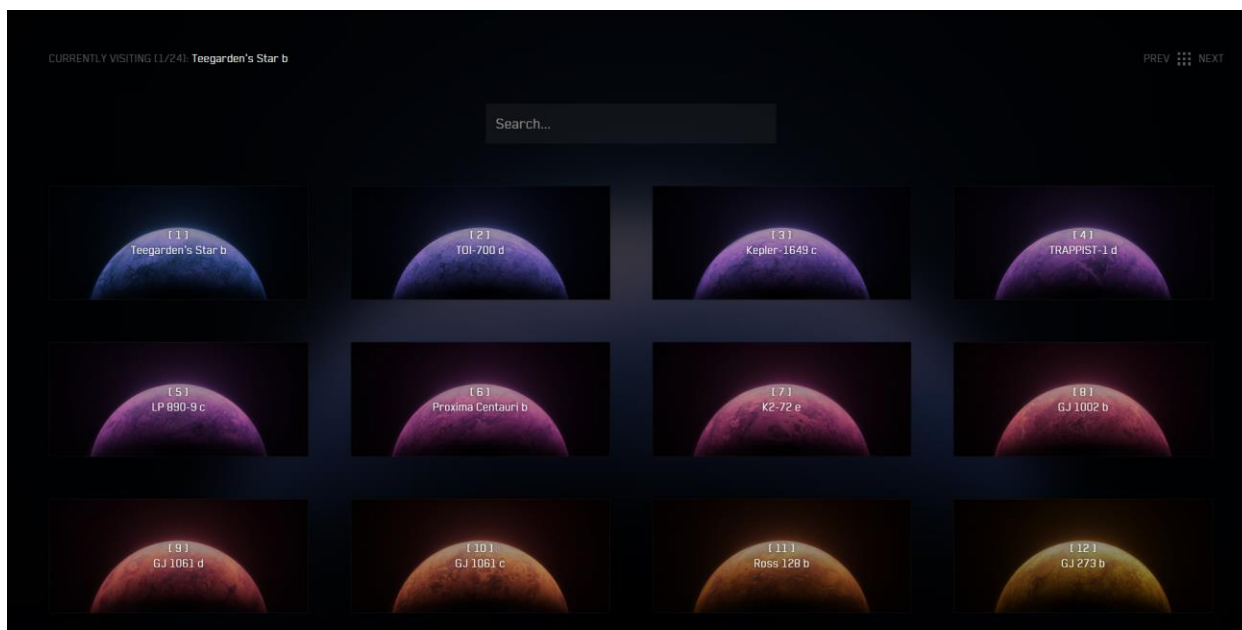 CURRENTLY VISITING [1/24]: Teegarden's Star b
PREV NEXT
Search...
[1]
Teegarden's Star b
[2]
TOI-700 d
[3]
Kepler-1649 c
[4]
TRAPPIST-1 d
[5]
LP 890-9 c
[6]
Proxima Centauri b
[7]
K2-72 e
[8]
GJ 1002 b
[9]
GJ 1061 d
[10]
GJ 1061 c
[11]
Ross 128 b
[12]
GJ 273 b